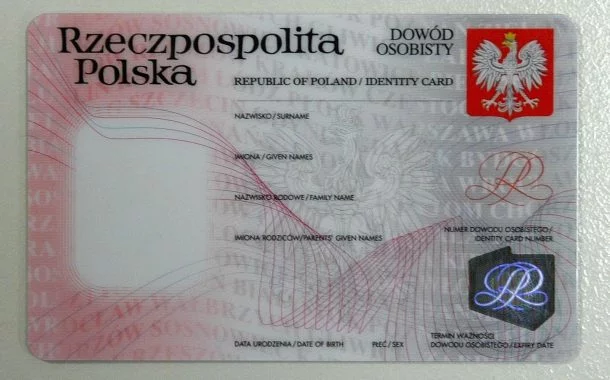 Rzeczpospolita
Polska
DOWÓD
OSOBISTY
REPUBLIC OF POLAND / IDENTITY CARD
NAZWISKO / SURNAME
IMIONA / GIVEN NAMES
NAZWISKO RODOWE / FAMILY NAME
IMIONA RODZICÓW/PARENTS' GIVEN NAMES
NUMER DOWODU OSOBISTEGO /
IDENTITY CARD NUMBER
DATA URODZENIA / DATE OF BIRTH
PŁEĆ / SEX
TERMIN WAŻNOŚCI
DOWODU OSOBISTEGO / EXPIRY DATE